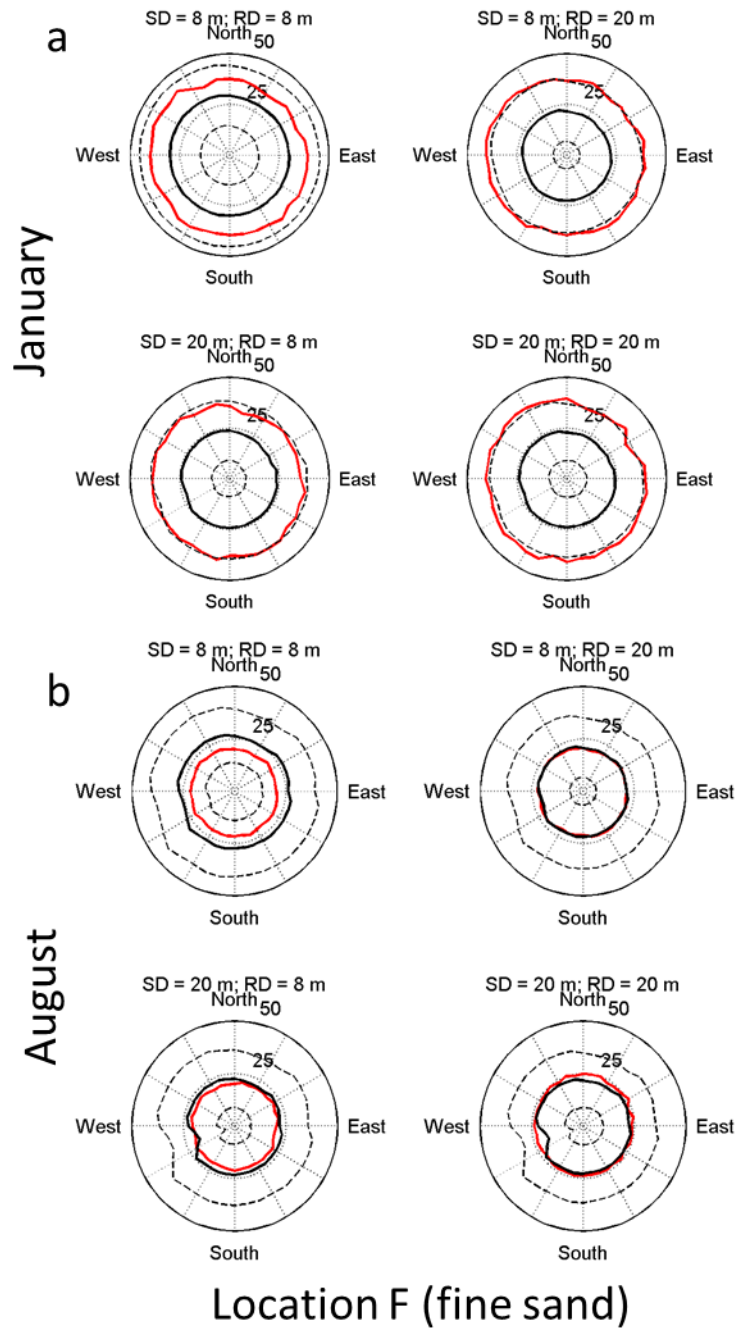 a
January
SD = 8 m; RD = 8 m
North 50
25
West
East
South
SD = 8 m; RD = 20 m
North 50
25
West
East
South
SD = 20 m; RD = 8 m
North 50
25
West
East
South
SD = 20 m; RD = 20 m
North 50
25
West
East
South
b
August
SD = 8 m; RD = 8 m
North 50
25
West
East
South
SD = 8 m; RD = 20 m
North 50
25
West
East
South
SD = 20 m; RD = 8 m
North 50
25
West
East
South
SD = 20 m; RD = 20 m
North 50
25
West
East
South
Location F (fine sand)